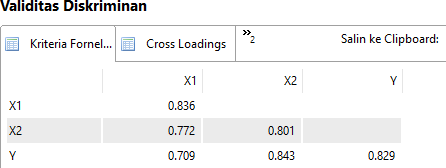 Validitas Diskriminan
Kriteria Fornel... Cross Loadings »2 Salin ke Clipboard:
X1 X2 Y
X1 0.836
X2 0.772 0.801
Y 0.709 0.843 0.829